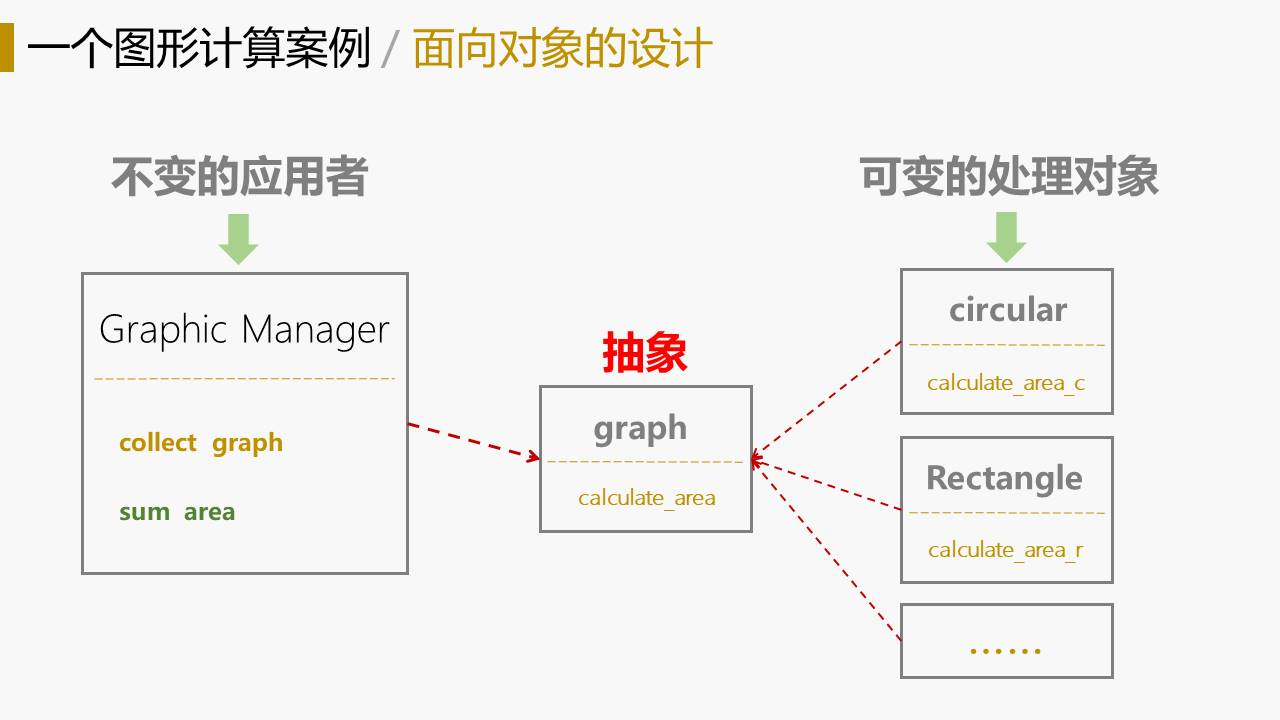 一个图形计算案例 / 面向对象的设计
不变的应用者
可变的处理对象
Graphic Manager
collect graph
sum area
抽象
graph
calculate_area
circular
calculate_area_c
Rectangle
calculate_area_r
……